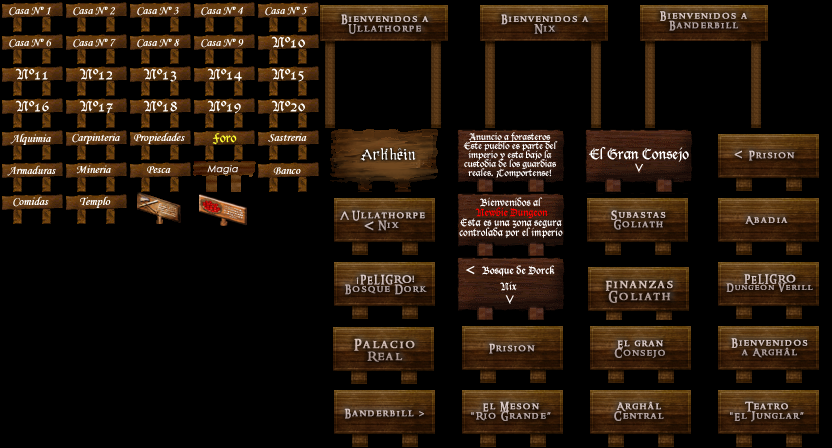 Casa Nº 1
Casa Nº 2
Casa Nº 3
Casa Nº 4
Casa Nº 5
Casa Nº 6
Casa Nº 7
Casa Nº 8
Casa Nº 9
Nº10
Nº11
Nº12
Nº13
Nº14
Nº15
Nº16
Nº17
Nº18
Nº19
Nº20
Alquimia
Carpinteria
Propiedades
foro
Sastreria
Armaduras
Mineria
Pesca
Magia
Banco
Comidas
Templo
Bienvenidos a
Ullathorpe
Bienvenidos a
Nix
Bienvenidos a
Banderbill
Arkhêin
Anuncio a forasteros
Este pueblo es parte del
imperio y esta bajo la
custodia de los guardias
reales. ¡Comportense!
El Gran Consejo
V
< Prision
^ Ullathorpe
< Nix
Bienvenidos al
Newbie Dungeon
Esta es una zona segura
controlada por el imperio
Subastas
Goliath
Abadia
¡Peligro!
Bosque Dork
< Bosque de Dorck
Nix
V
Finanzas
Goliath
Peligro
Dungeon Verill
Palacio
Real
Prision
El Gran
Consejo
Bienvenidos
a Arghâl
Banderbill >
El Meson
"Rio Grande"
Arghâl
Central
Teatro
"El Juglar"